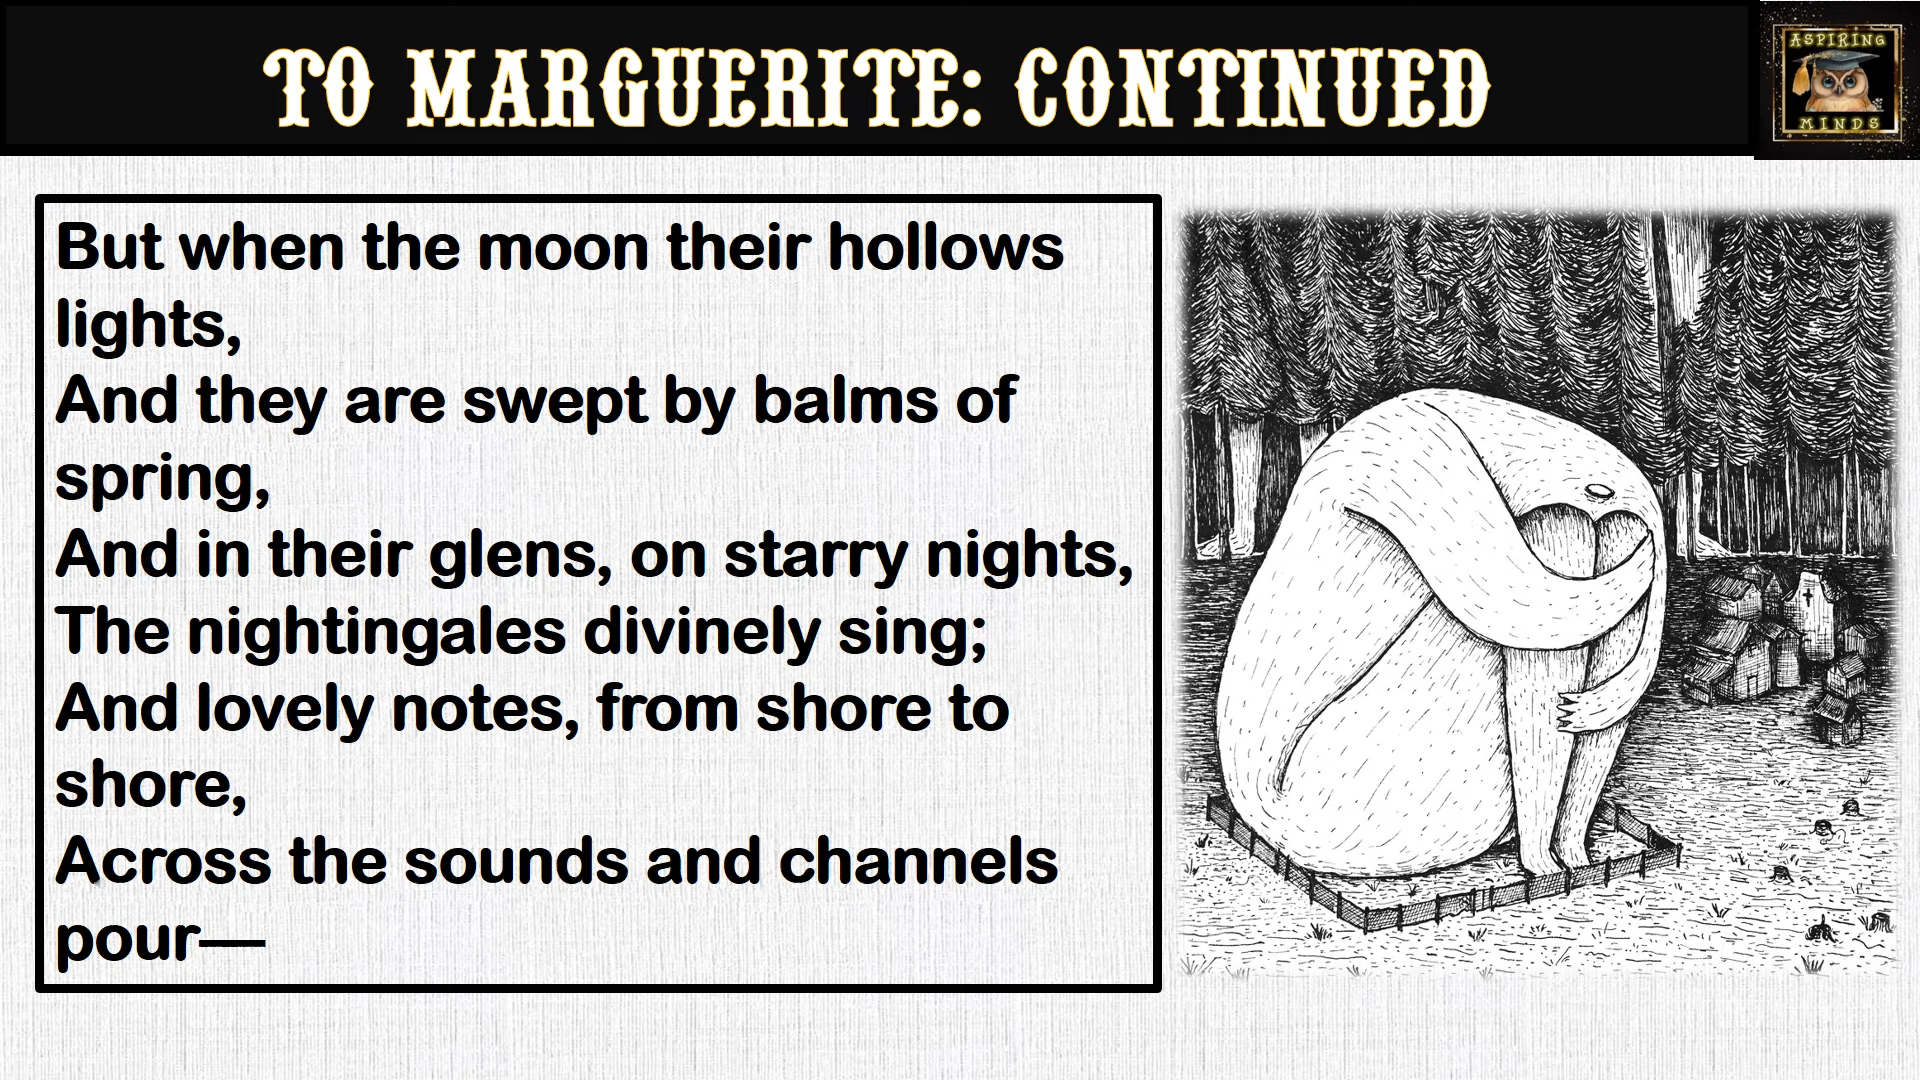 TO MARGUERITE: CONTINUED
ASPIRING
MINDS
But when the moon their hollows
lights,
And they are swept by balms of
spring,
And in their glens, on starry nights,
The nightingales divinely sing;
And lovely notes, from shore to
shore,
Across the sounds and channels
pour—